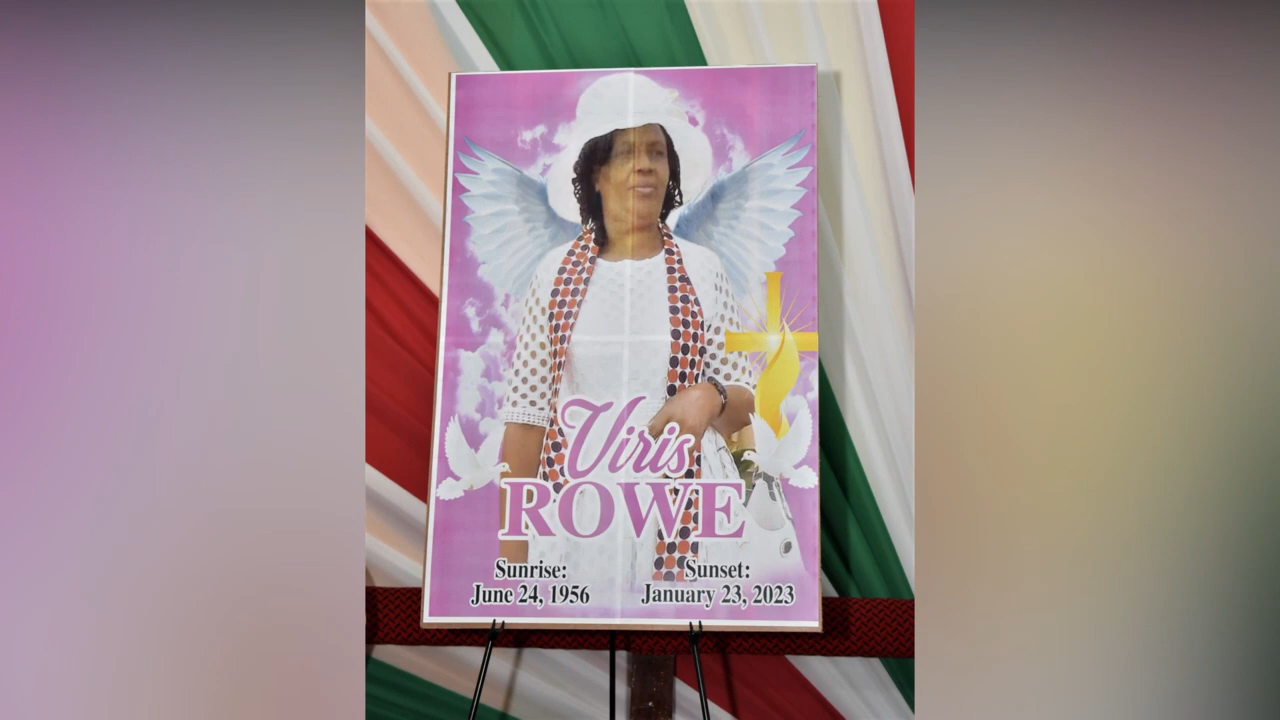 Viris
ROWE
Sunrise:
June 24, 1956
Sunset:
January 23, 2023